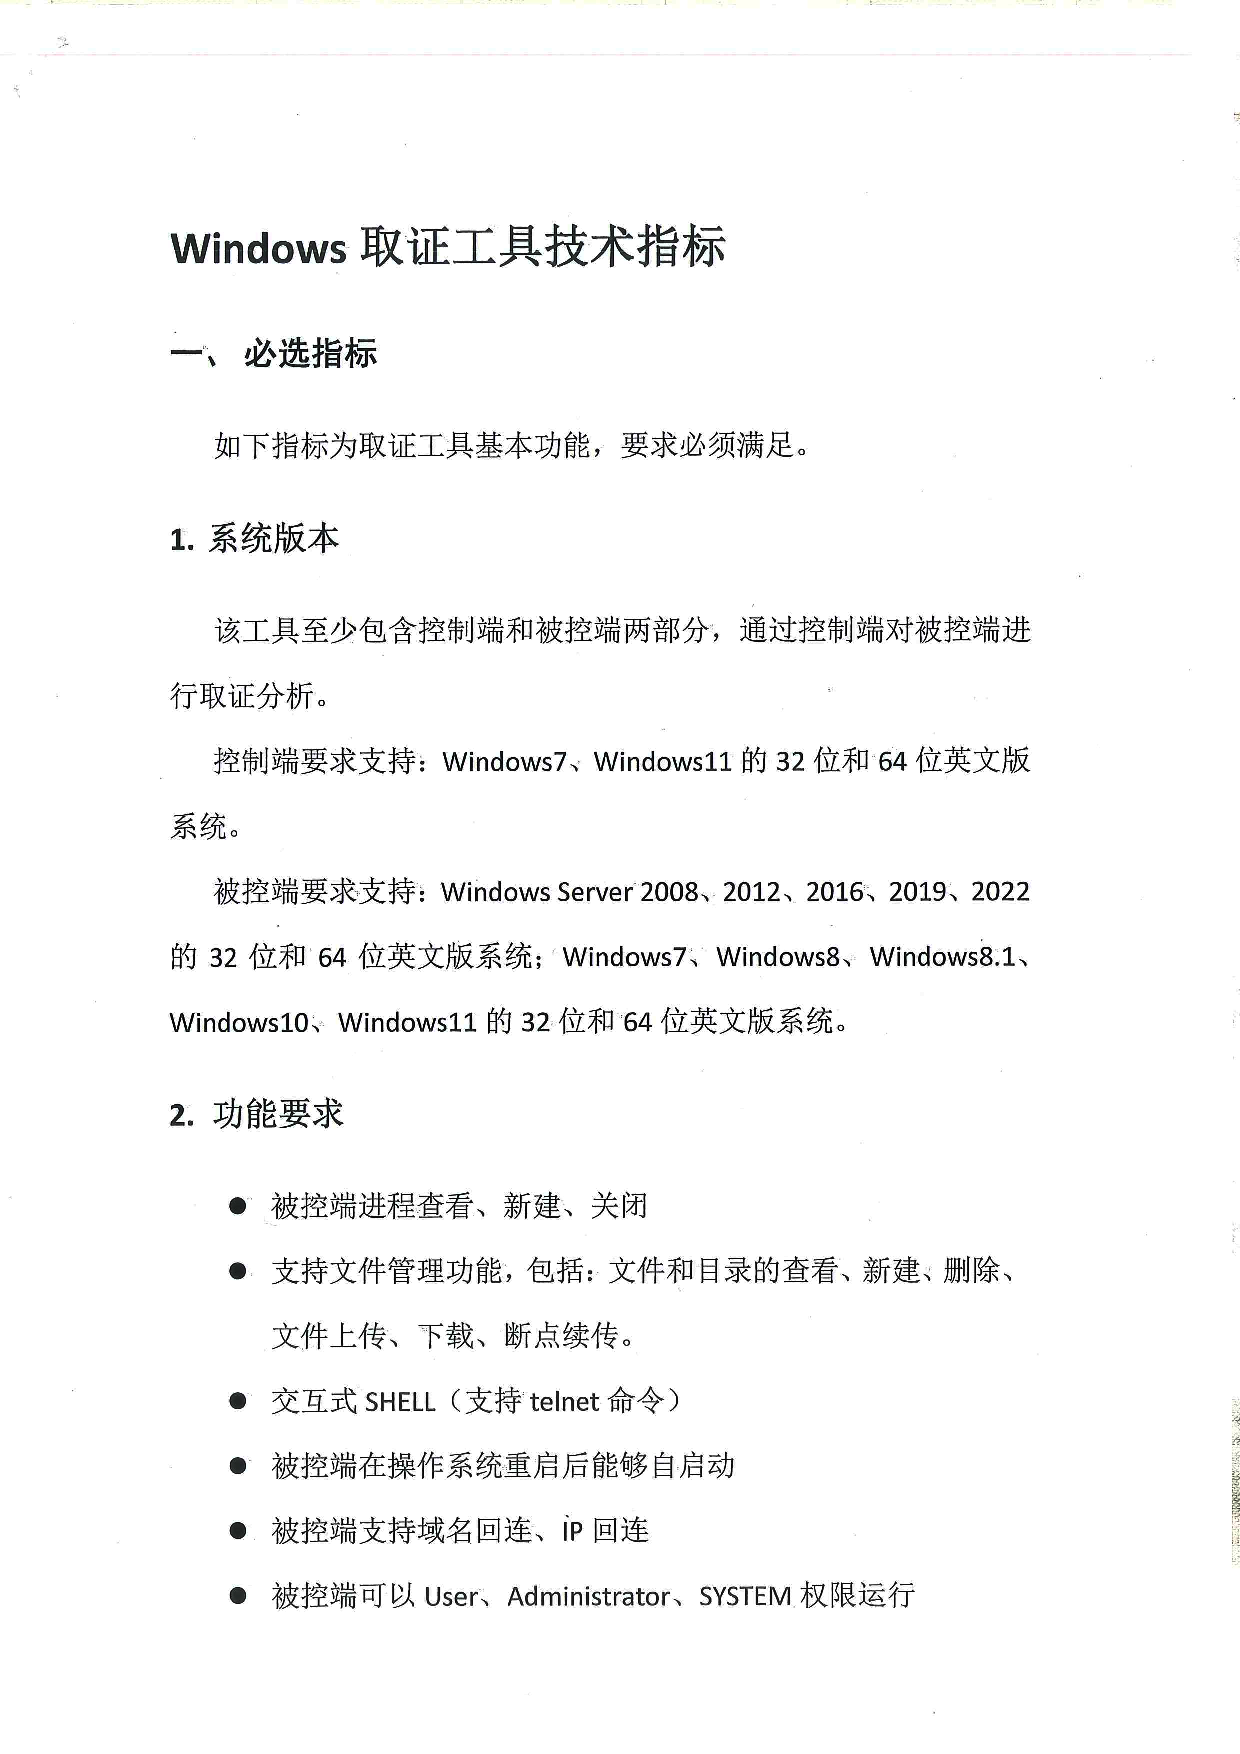 Windows 取证工具技术指标
一、 必选指标
如下指标为取证工具基本功能，要求必须满足。
1. 系统版本
该工具至少包含控制端和被控端两部分，通过控制端对被控端进
行取证分析。
控制端要求支持：Windows7、Windows11 的 32 位和 64 位英文版
系统。
被控端要求支持：Windows Server 2008、2012、2016、2019、2022
的 32 位和 64 位英文版系统；Windows7、Windows8、Windows8.1、
Windows10、Windows11 的 32 位和 64 位英文版系统。
2. 功能要求
● 被控端进程查看、新建、关闭
● 支持文件管理功能，包括：文件和目录的查看、新建、删除、
文件上传、下载、断点续传。
● 交互式 SHELL（支持 telnet 命令）
● 被控端在操作系统重启后能够自启动
● 被控端支持域名回连、IP 回连
● 被控端可以 User、Administrator、SYSTEM 权限运行